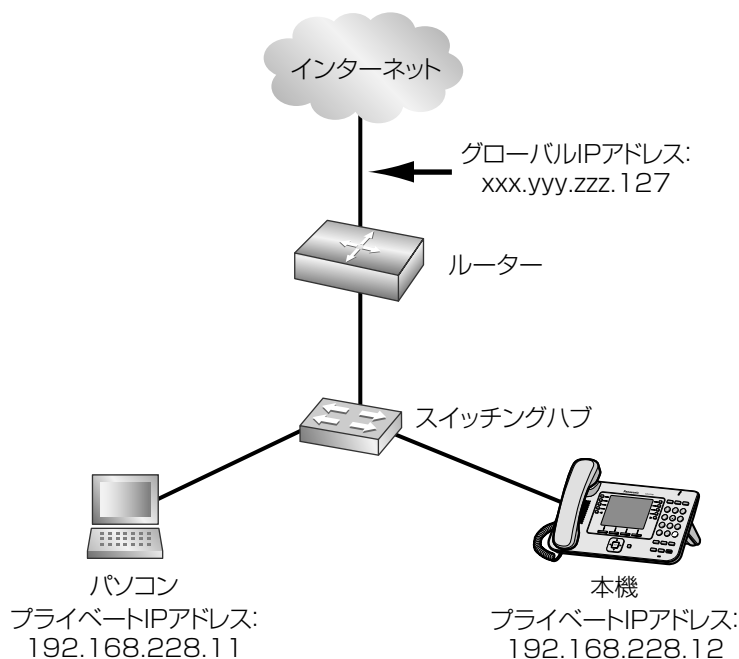 インターネット
グローバルIPアドレス:
xxx.yyy.zzz.127
ルーター
スイッチングハブ
パソコン
プライベートIPアドレス:
192.168.228.11
本機
プライベートIPアドレス:
192.168.228.12